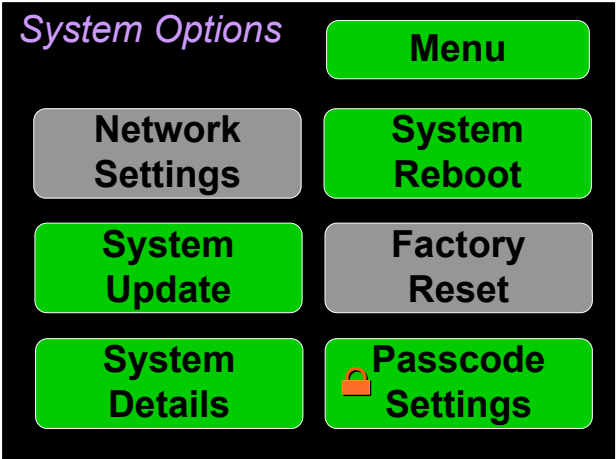 System Options
Menu
Network
Settings
System
Reboot
System
Update
Factory
Reset
System
Details
Passcode
Settings